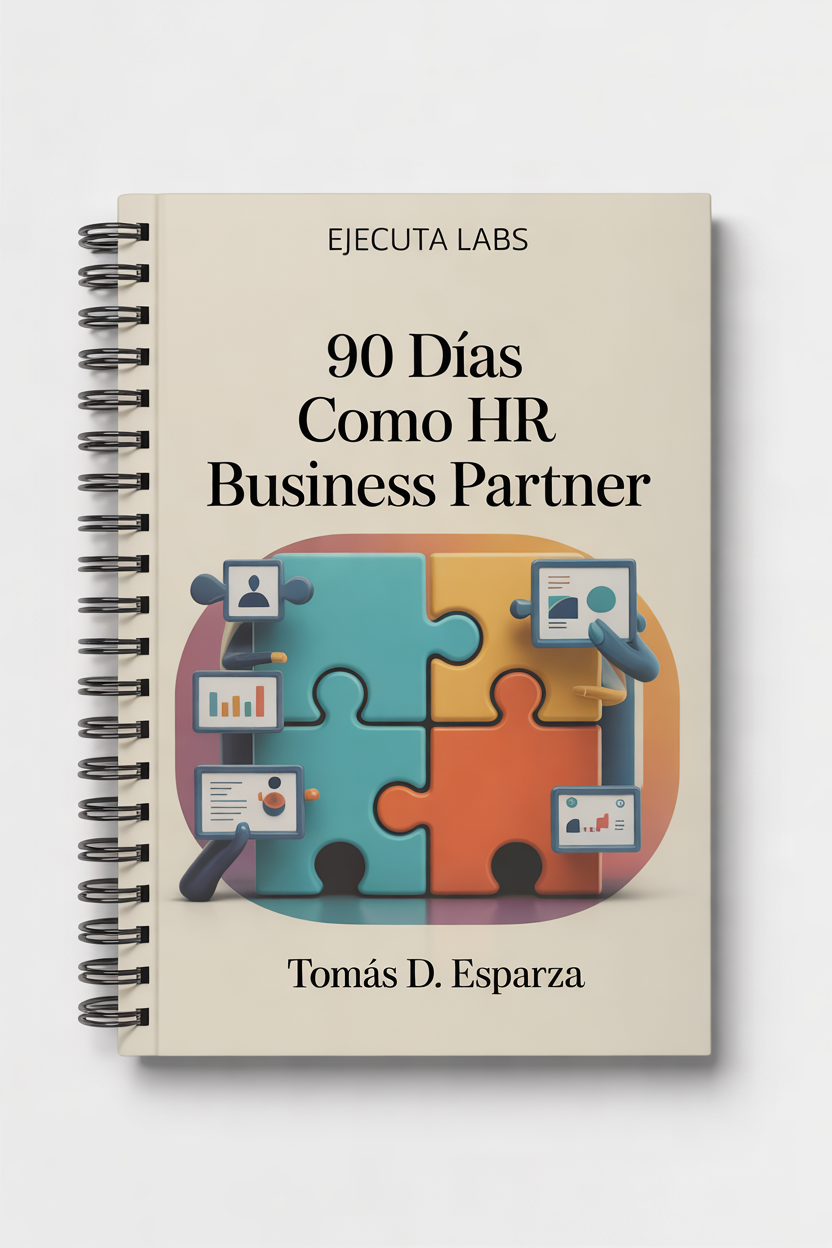 EJECUTA LABS
90 Días
Como HR
Business Partner
Tomás D. Esparza